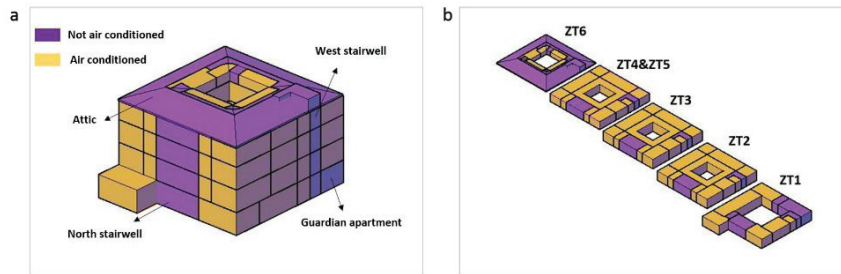 a
Not air conditioned
Air conditioned
West stairwell
Attic
North stairwell
Guardian apartment
b
ZT6
ZT4&ZT5
ZT3
ZT2
ZT1